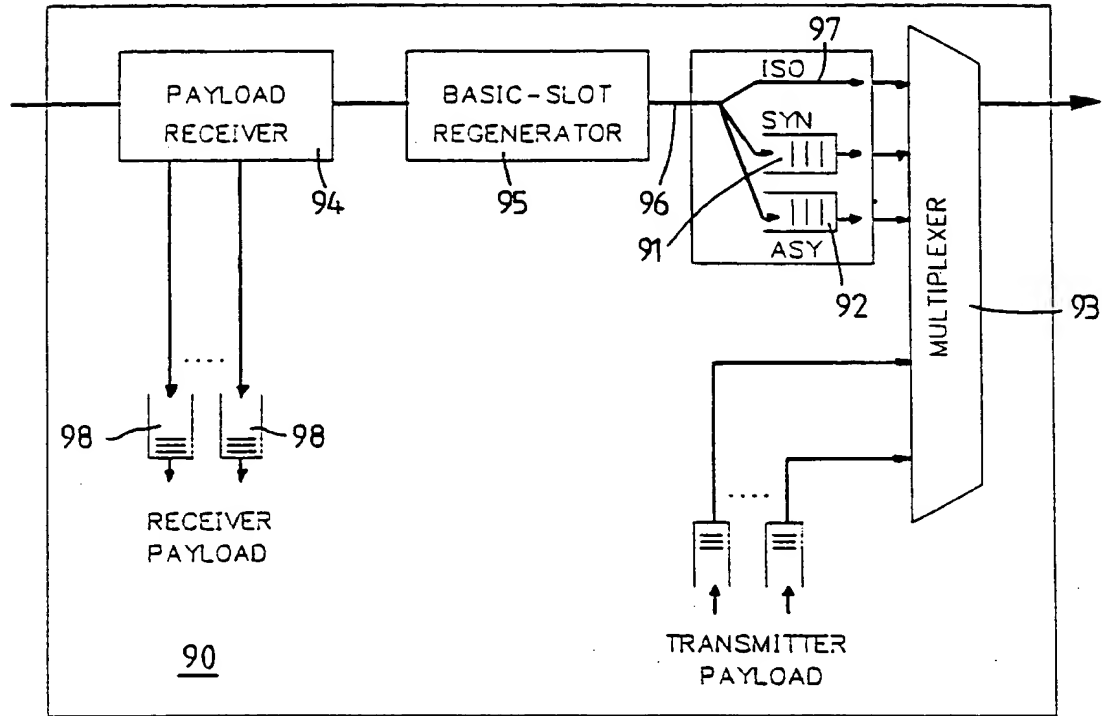 PAYLOAD
RECEIVER
94
BASIC-SLOT
REGENERATOR
95
96
ISO
97
SYN
91
ASY
92
MULTIPLEXER
93
98
98
RECEIVER
PAYLOAD
TRANSMITTER
PAYLOAD
90